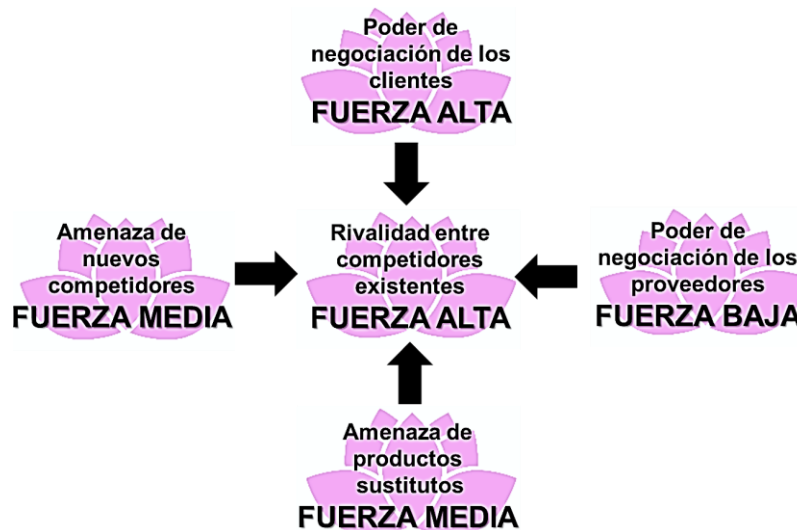 Poder de
negociación de los
clientes
FUERZA ALTA
Amenaza de
nuevos
competidores
FUERZA MEDIA
Rivalidad entre
competidores
existentes
FUERZA ALTA
Poder de
negociación de los
proveedores
FUERZA BAJA
Amenaza de
productos
sustitutos
FUERZA MEDIA